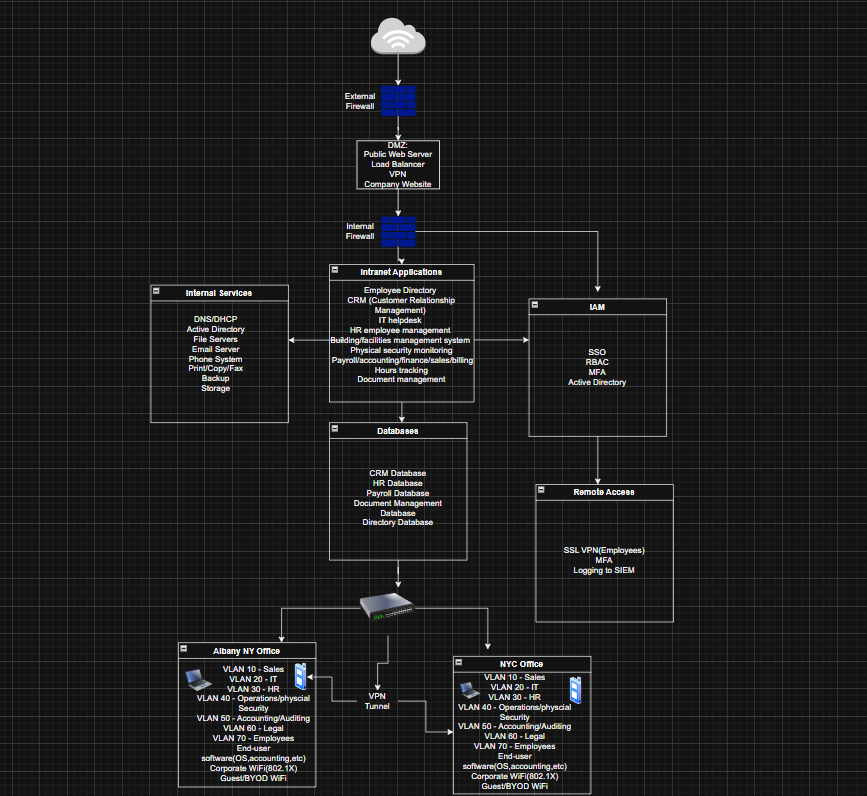 External
Firewall
DMZ:
Public Web Server
Load Balancer
VPN
Company Website
Internal
Firewall
Intranet Applications
Employee Directory
CRM (Customer Relationship
Management)
IT helpdesk
HR employee management
Building/facilities management system
Physical security monitoring
Payroll/accounting/finance/sales/billing
Hours tracking
Document management
Internal Services
DNS/DHCP
Active Directory
File Servers
Email Server
Phone System
Print/Copy/Fax
Backup
Storage
IAM
SSO
RBAC
MFA
Active Directory
Databases
CRM Database
HR Database
Payroll Database
Document Management
Database
Directory Database
Remote Access
SSL VPN(Employees)
MFA
Logging to SIEM
Albany NY Office
VLAN 10 - Sales
VLAN 20 - IT
VLAN 30 - HR
VLAN 40 - Operations/physcial
Security
VLAN 50 - Accounting/Auditing
VLAN 60 - Legal
VLAN 70 - Employees
End-user
software(OS,accounting,etc)
Corporate WiFi(802.1X)
Guest/BYOD WiFi
VPN
Tunnel
NYC Office
VLAN 10 - Sales
VLAN 20 - IT
VLAN 30 - HR
VLAN 40 - Operations/physcial
Security
VLAN 50 - Accounting/Auditing
VLAN 60 - Legal
VLAN 70 - Employees
End-user
software(OS,accounting,etc)
Corporate WiFi(802.1X)
Guest/BYOD WiFi